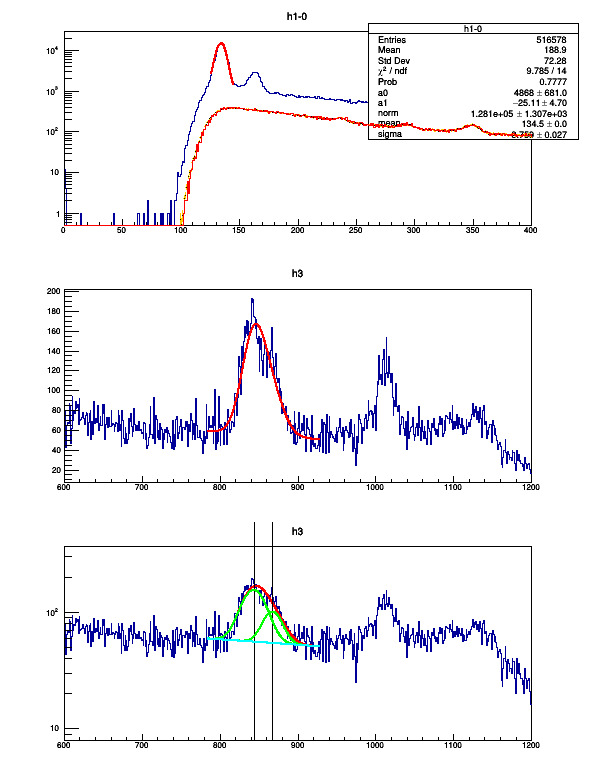 h1-0
h1-0
Entries 516578
Mean 188.9
Std Dev 72.28
χ² / ndf 9.785 / 14
Prob 0.7777
a0 4868 ± 681.0
a1 −25.11 ± 4.70
norm 1.281e+05 ± 1.307e+03
mean 134.5 ± 0.0
sigma ± 0.027
10⁴
10³
10²
10
1
0 50 100 150 200 250 300 350 400
h3
200
180
160
140
120
100
80
60
40
20
600 700 800 900 1000 1100 1200
h3
10²
10
600 700 800 900 1000 1100 1200